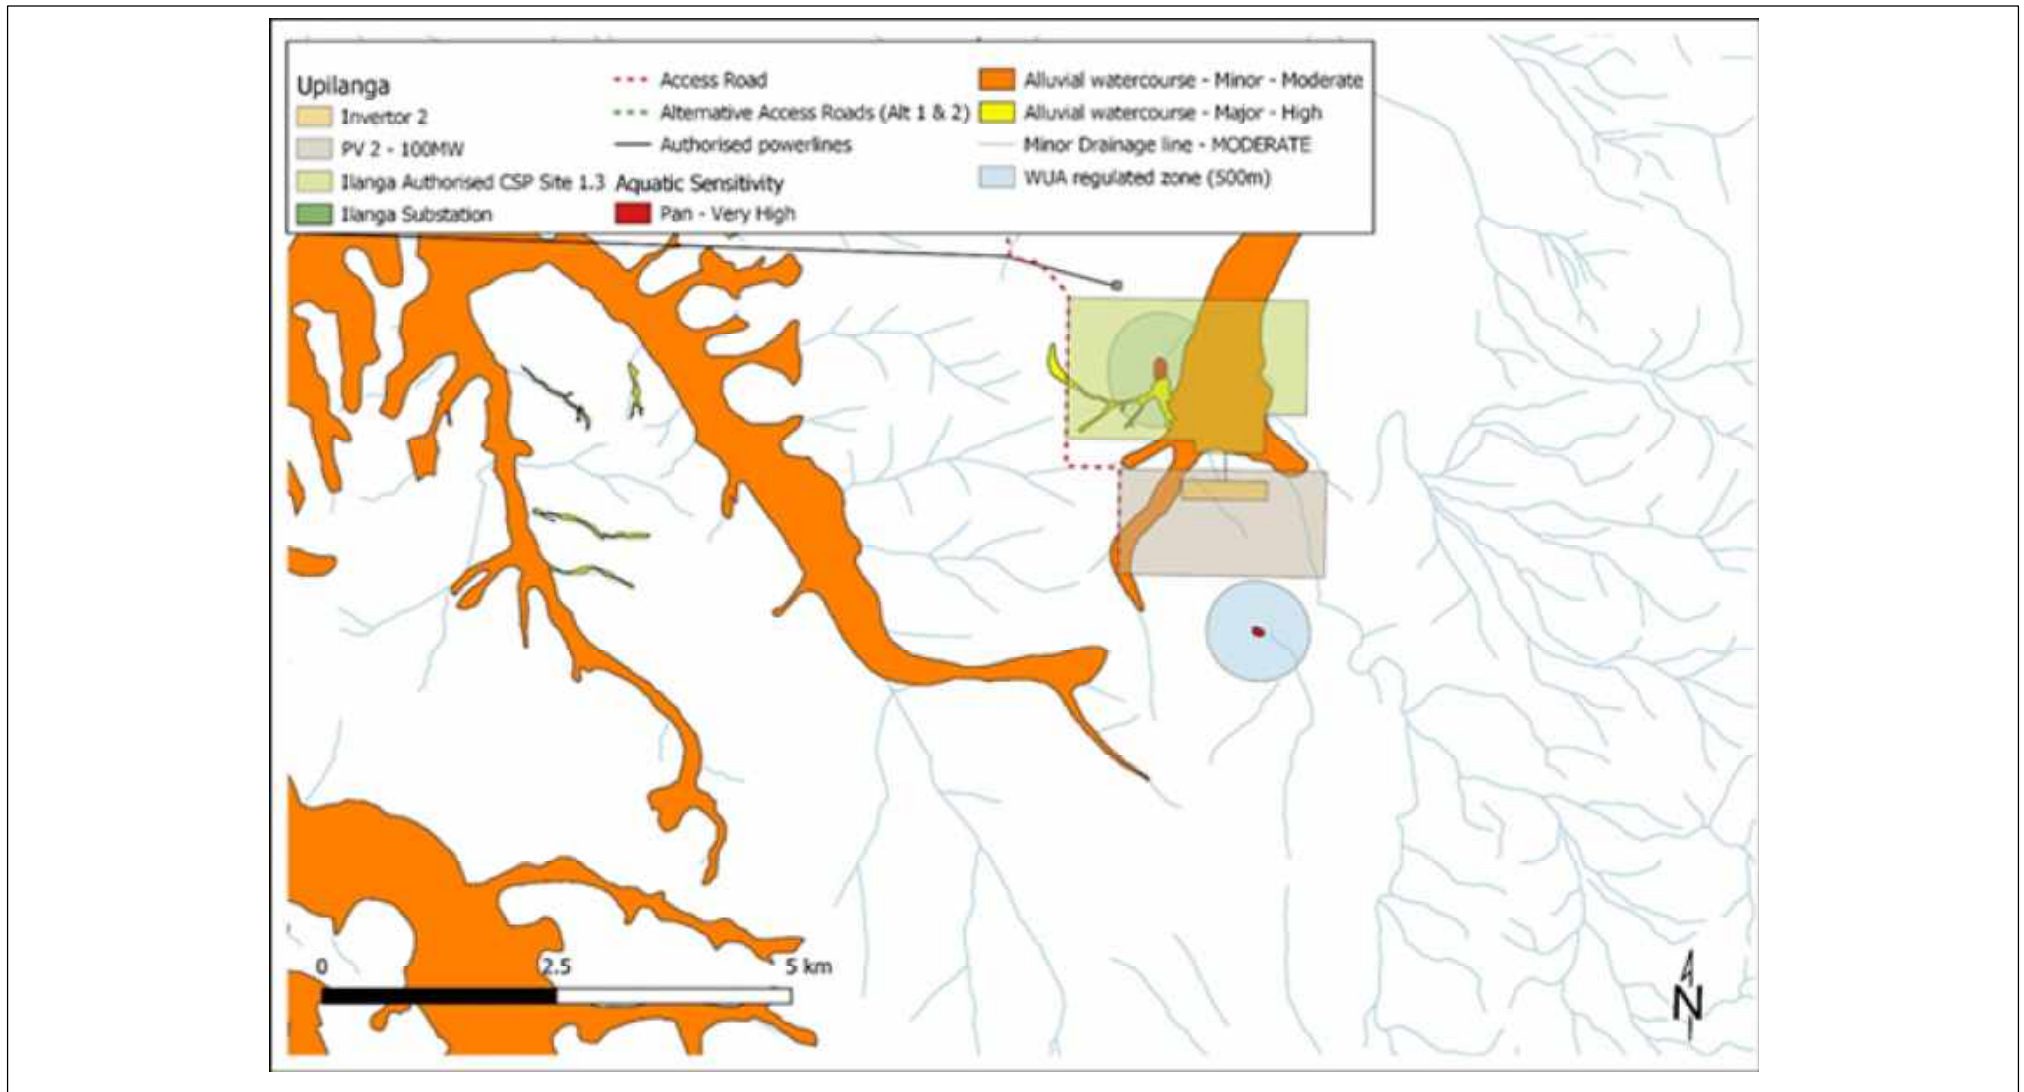 Upilanga
Invertor 2
PV 2 - 100MW
Ilanga Authorised CSP Site 1.3
Ilanga Substation
Access Road
Alternative Access Roads (Alt 1 & 2)
Authorised powerlines
Aquatic Sensitivity
Pan - Very High
Alluvial watercourse - Minor - Moderate
Alluvial watercourse - Major - High
Minor Drainage line - MODERATE
WUA regulated zone (500m)
0 2.5 5 km
N